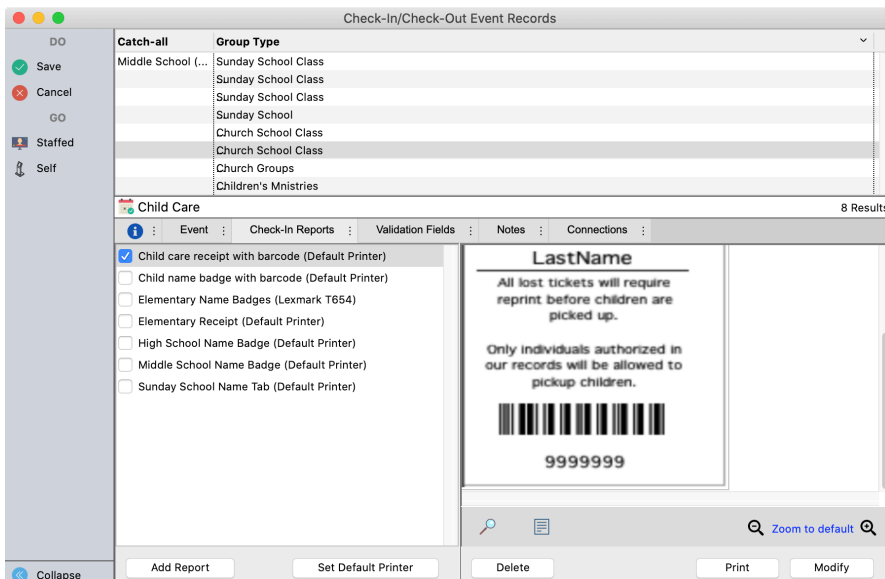 Check-In/Check-Out Event Records
DO
Save
Cancel
GO
Staffed
Self
Collapse
Catch-all Group Type
Middle School (... Sunday School Class
Sunday School Class
Sunday School Class
Sunday School
Church School Class
Church School Class
Church Groups
Children's Mnistries
Child Care 8 Results
Event Check-In Reports Validation Fields Notes Connections
Child care receipt with barcode (Default Printer)
Child name badge with barcode (Default Printer)
Elementary Name Badges (Lexmark T654)
Elementary Receipt (Default Printer)
High School Name Badge (Default Printer)
Middle School Name Badge (Default Printer)
Sunday School Name Tab (Default Printer)
LastName
All lost tickets will require
reprint before children are
picked up.
Only individuals authorized in
our records will be allowed to
pickup children.
9999999
Zoom to default
Add Report Set Default Printer Delete Print Modify